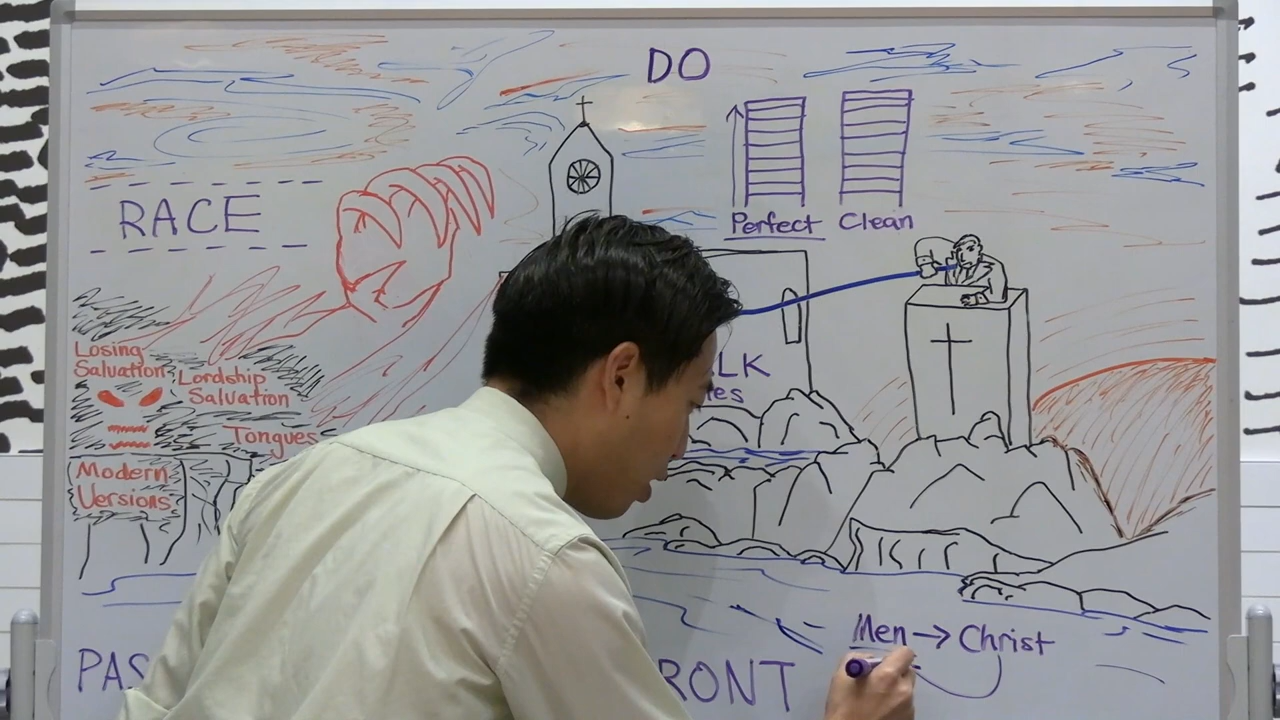 DO
RACE
Perfect Clean
Losing
Salvation
Lordship
Salvation
Tongues
Modern
Versions
Men → Christ